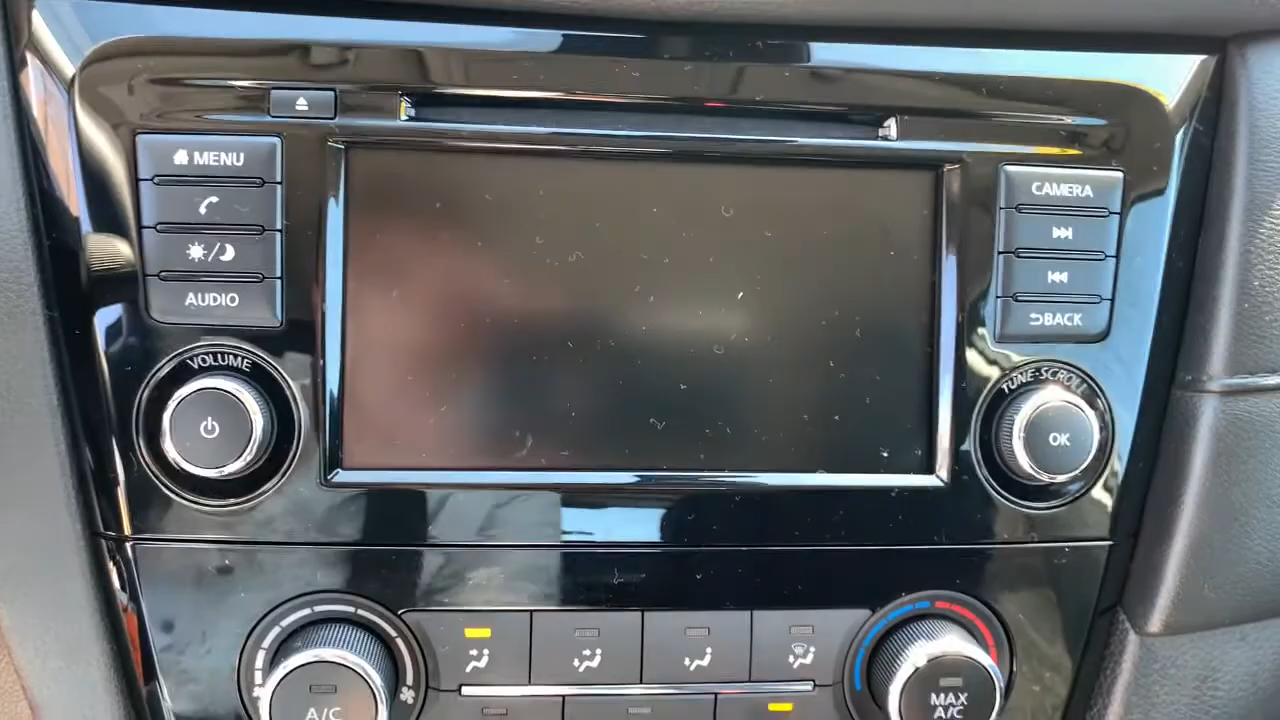 MENU
AUDIO
VOLUME
CAMERA
BACK
TUNE·SCROLL
OK
A/C
MAX
A/C